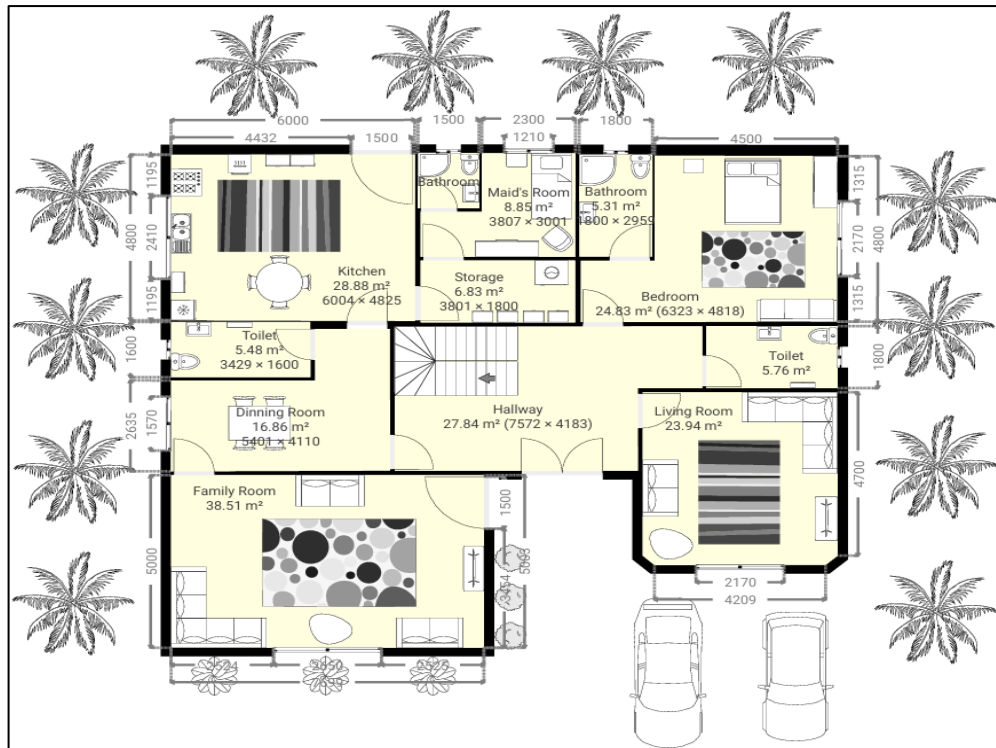 6000
1500
2300
1800
4500
4432
1500
1210
1195
1315
Bathroom
Maid's Room
8.85 m²
3807 × 3001
Bathroom
5.31 m²
1800 × 2959
4800
2410
2170
4800
Kitchen
28.88 m²
6004 × 4825
Storage
6.83 m²
3801 × 1800
Bedroom
24.83 m² (6323 × 4818)
1195
1315
1600
Toilet
5.48 m²
3429 × 1600
Toilet
5.76 m²
1800
2635
1570
Dinning Room
16.86 m²
5401 × 4110
Hallway
27.84 m² (7572 × 4183)
Living Room
23.94 m²
4700
Family Room
38.51 m²
1500
5000
3454
2170
4209